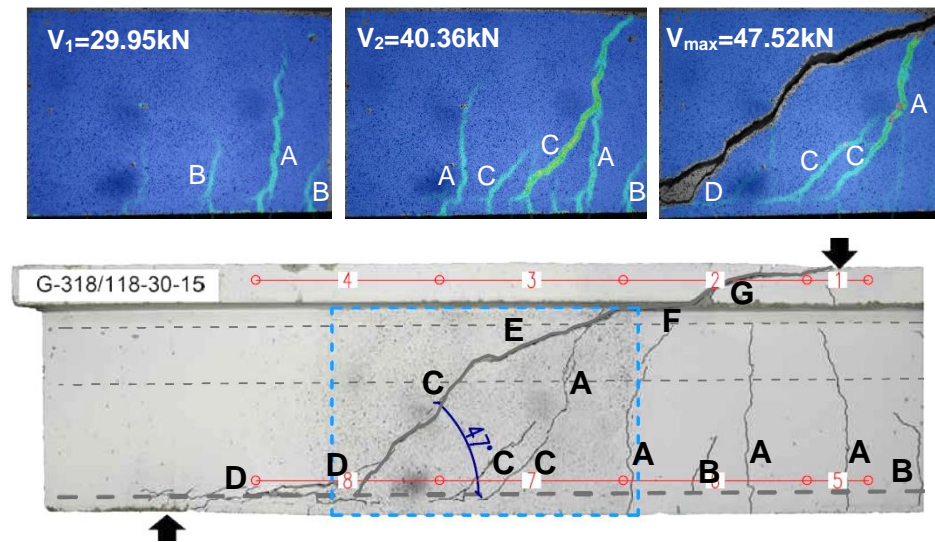 V1=29.95kN
V2=40.36kN
Vmax=47.52kN
B
A
B
A
C
C
A
B
C
C
A
D
G-318/118-30-15
4
3
2
1
G
F
E
C
A
47°
D
D
8
C
C
7
A
B
6
A
A
5
B